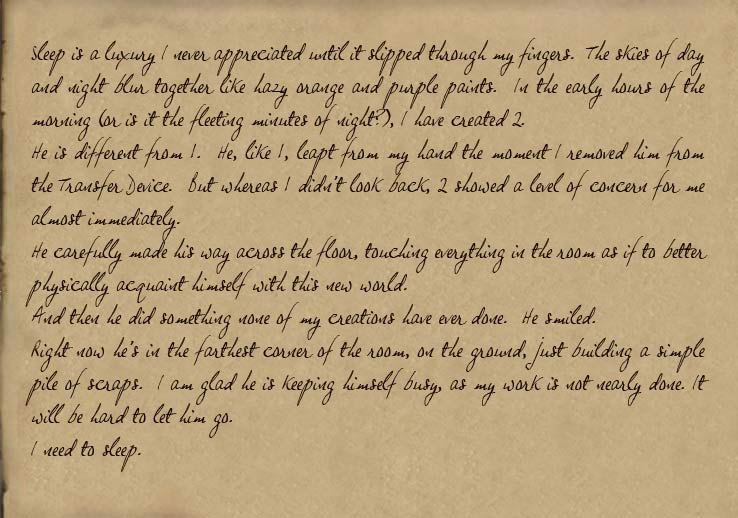 Sleep is a luxury I never appreciated until it slipped through my fingers. The skies of day
and night blur together like hazy orange and purple paints. In the early hours of the
morning (or is it the fleeting minutes of night?), I have created 2.
He is different from 1. He, like 1, leapt from my hand the moment I removed him from
the Transfer Device. But whereas 1 didn't look back, 2 showed a level of concern for me
almost immediately.
He carefully made his way across the floor, touching everything in the room as if to better
physically acquaint himself with this new world.
And then he did something none of my creations have ever done. He smiled.
Right now he's in the farthest corner of the room, on the ground, just building a simple
pile of scraps. I am glad he is keeping himself busy, as my work is not nearly done. It
will be hard to let him go.
I need to sleep.